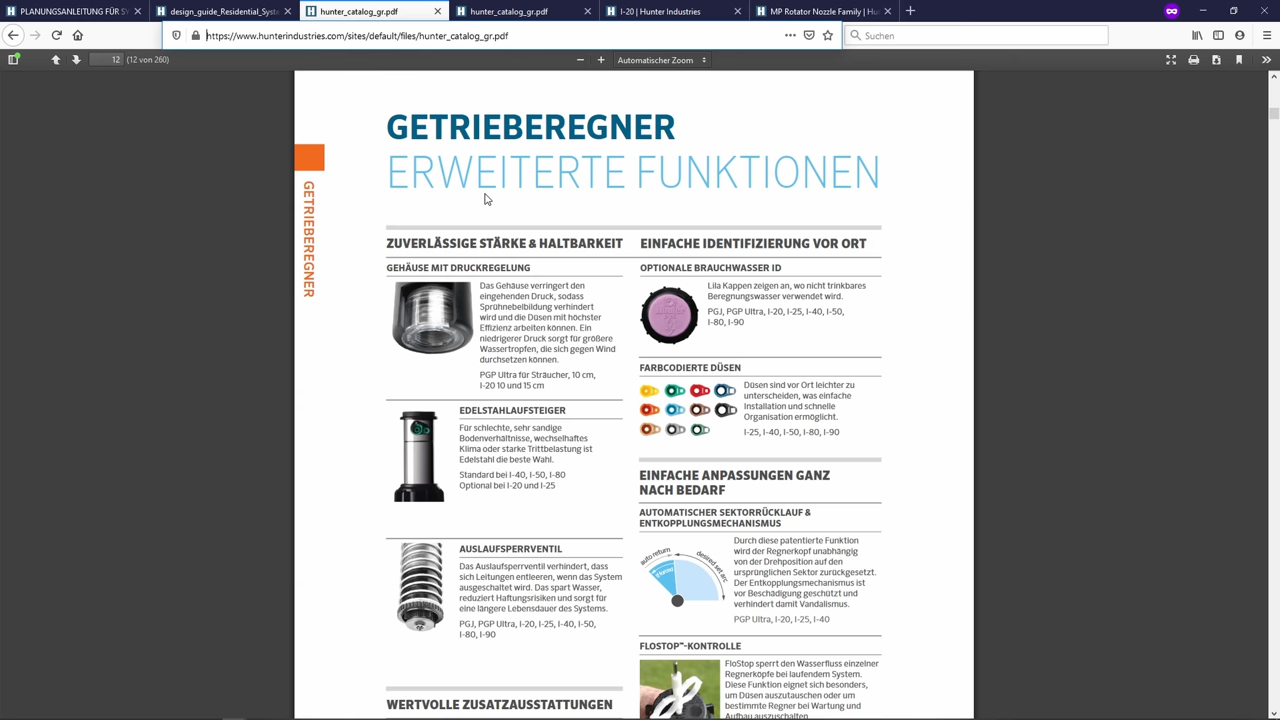 PLANUNGSANLEITUNG FÜR SV
design_guide_Residential_Syste
hunter_catalog_gr.pdf
hunter_catalog_gr.pdf
I-20 | Hunter Industries
MP Rotator Nozzle Family | Hun
https://www.hunterindustries.com/sites/default/files/hunter_catalog_gr.pdf
Suchen
12
(12 von 260)
Automatischer Zoom
GETRIEBEREGNER
ERWEITERTE FUNKTIONEN
GETRIEBEREGNER
ZUVERLÄSSIGE STÄRKE & HALTBARKEIT
GEHÄUSE MIT DRUCKREGELUNG
Das Gehäuse verringert den
eingehenden Druck, sodass
Sprühnebelbildung verhindert
wird und die Düsen mit höchster
Effizienz arbeiten können. Ein
niedrigerer Druck sorgt für größere
Wassertropfen, die sich gegen Wind
durchsetzen können.
PGP Ultra für Sträucher, 10 cm,
I-20 10 und 15 cm
EDELSTAHLAUFSTEIGER
Für schlechte, sehr sandige
Bodenverhältnisse, wechselhaftes
Klima oder starke Trittbelastung ist
Edelstahl die beste Wahl.
Standard bei I-40, I-50, I-80
Optional bei I-20 und I-25
AUSLAUFSPERRVENTIL
Das Auslaufsperrventil verhindert, dass
sich Leitungen entleeren, wenn das System
ausgeschaltet wird. Das spart Wasser,
reduziert Haftungsrisiken und sorgt für
eine längere Lebensdauer des Systems.
PGJ, PGP Ultra, I-20, I-25, I-40, I-50,
I-80, I-90
WERTVOLLE ZUSATZAUSSTATTUNGEN
EINFACHE IDENTIFIZIERUNG VOR ORT
OPTIONALE BRAUCHWASSER ID
Lila Kappen zeigen an, wo nicht trinkbares
Beregnungswasser verwendet wird.
PGJ, PGP Ultra, I-20, I-25, I-40, I-50,
I-80, I-90
FARBCODIERTE DÜSEN
Düsen sind vor Ort leichter zu
unterscheiden, was einfache
Installation und schnelle
Organisation ermöglicht.
I-25, I-40, I-50, I-80, I-90
EINFACHE ANPASSUNGEN GANZ
NACH BEDARF
AUTOMATISCHER SEKTORRÜCKLAUF &
ENTKOPPLUNGSMECHANISMUS
auto return
desired set arc
Durch diese patentierte Funktion
wird der Regnerkopf unabhängig
von der Drehposition auf den
ursprünglichen Sektor zurückgesetzt.
Der Entkopplungsmechanismus ist
vor Beschädigung geschützt und
verhindert damit Vandalismus.
PGP Ultra, I-20, I-25, I-40
FLOSTOP™-KONTROLLE
FloStop sperrt den Wasserfluss einzelner
Regnerköpfe bei laufendem System.
Diese Funktion eignet sich besonders,
um Düsen auszutauschen oder um
bestimmte Regner bei Wartung und
Aufbau auszuschalten.